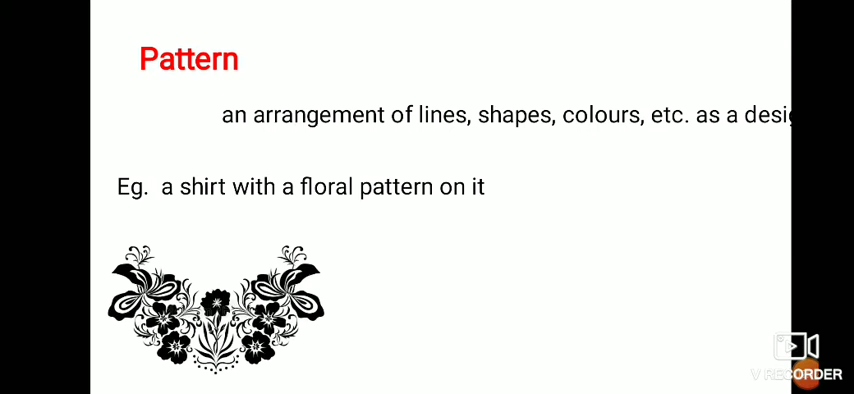 Pattern
an arrangement of lines, shapes, colours, etc. as a
Eg. a shirt with a floral pattern on it
V RECORDER